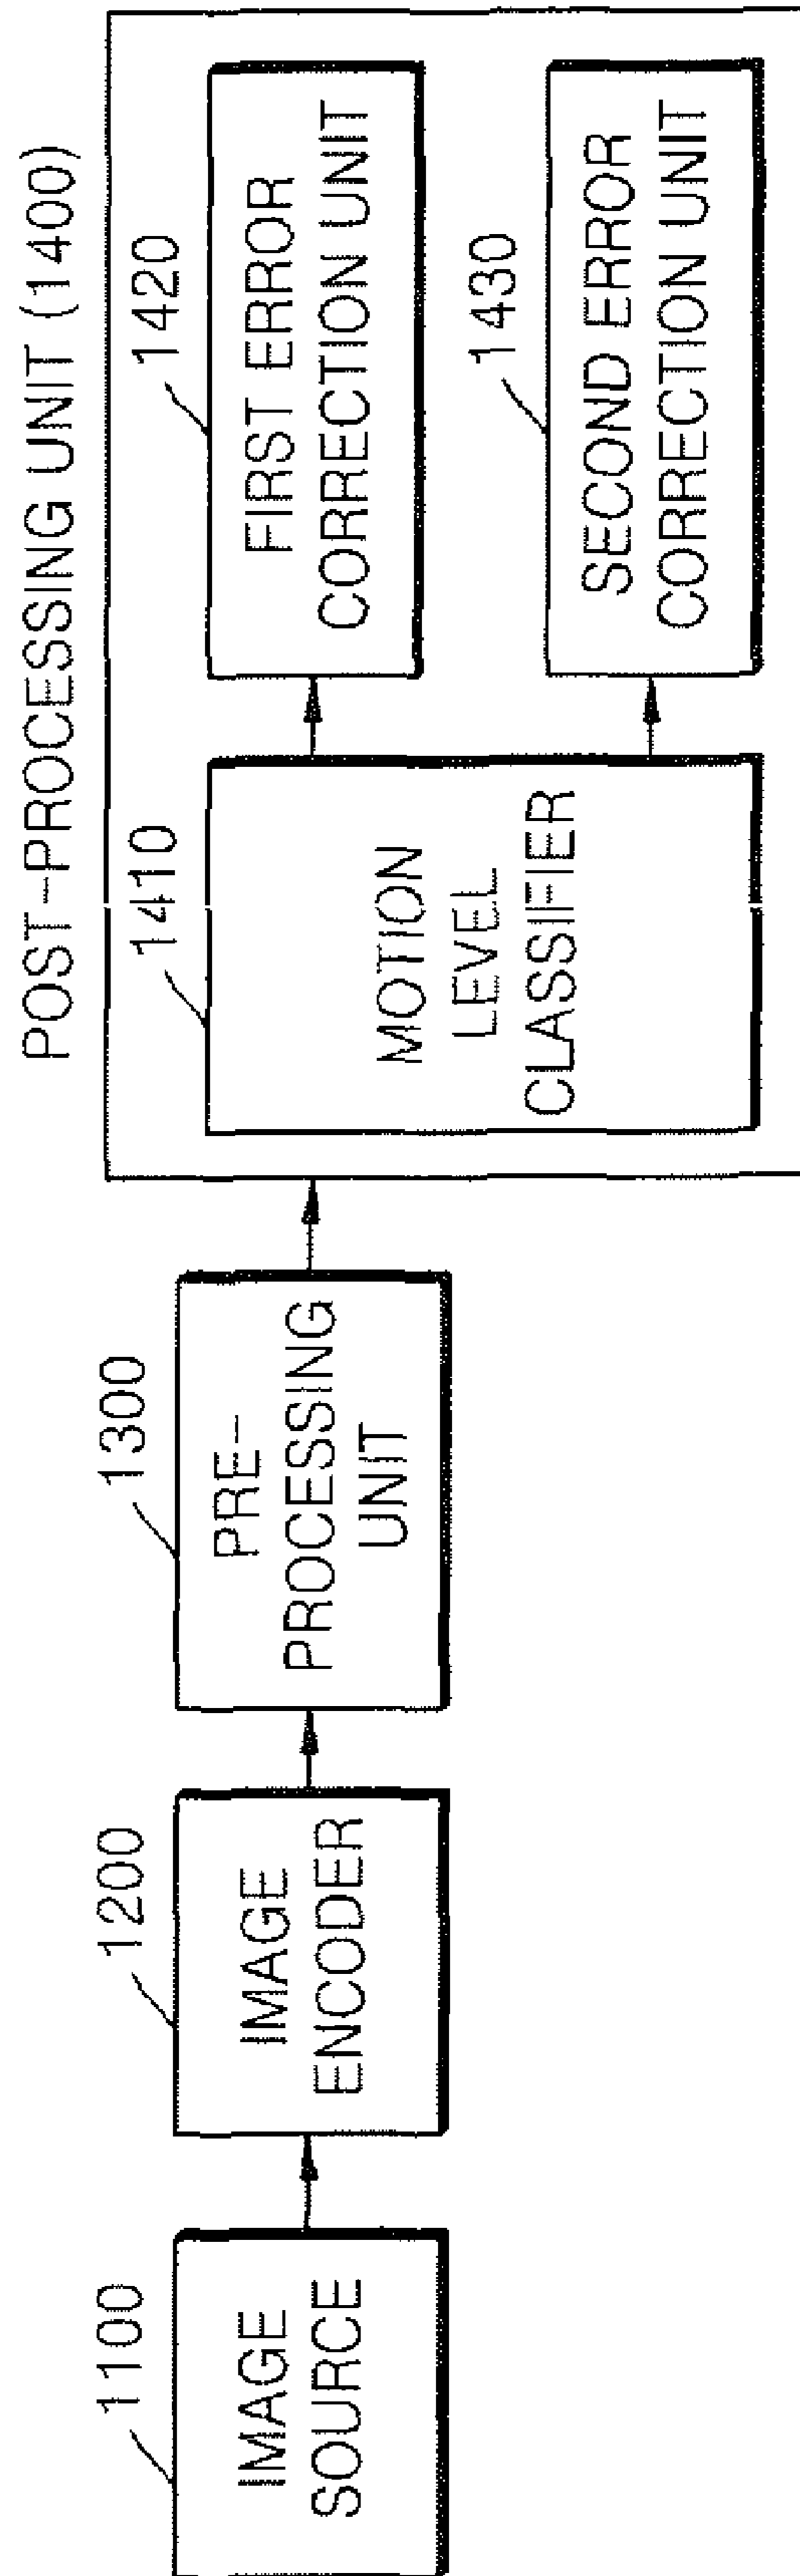 POST-PROCESSING UNIT (1400)
1100
IMAGE
SOURCE
1200
IMAGE
ENCODER
1300
PRE-
PROCESSING
UNIT
1410
MOTION
LEVEL
CLASSIFIER
1420
FIRST ERROR
CORRECTION UNIT
1430
SECOND ERROR
CORRECTION UNIT